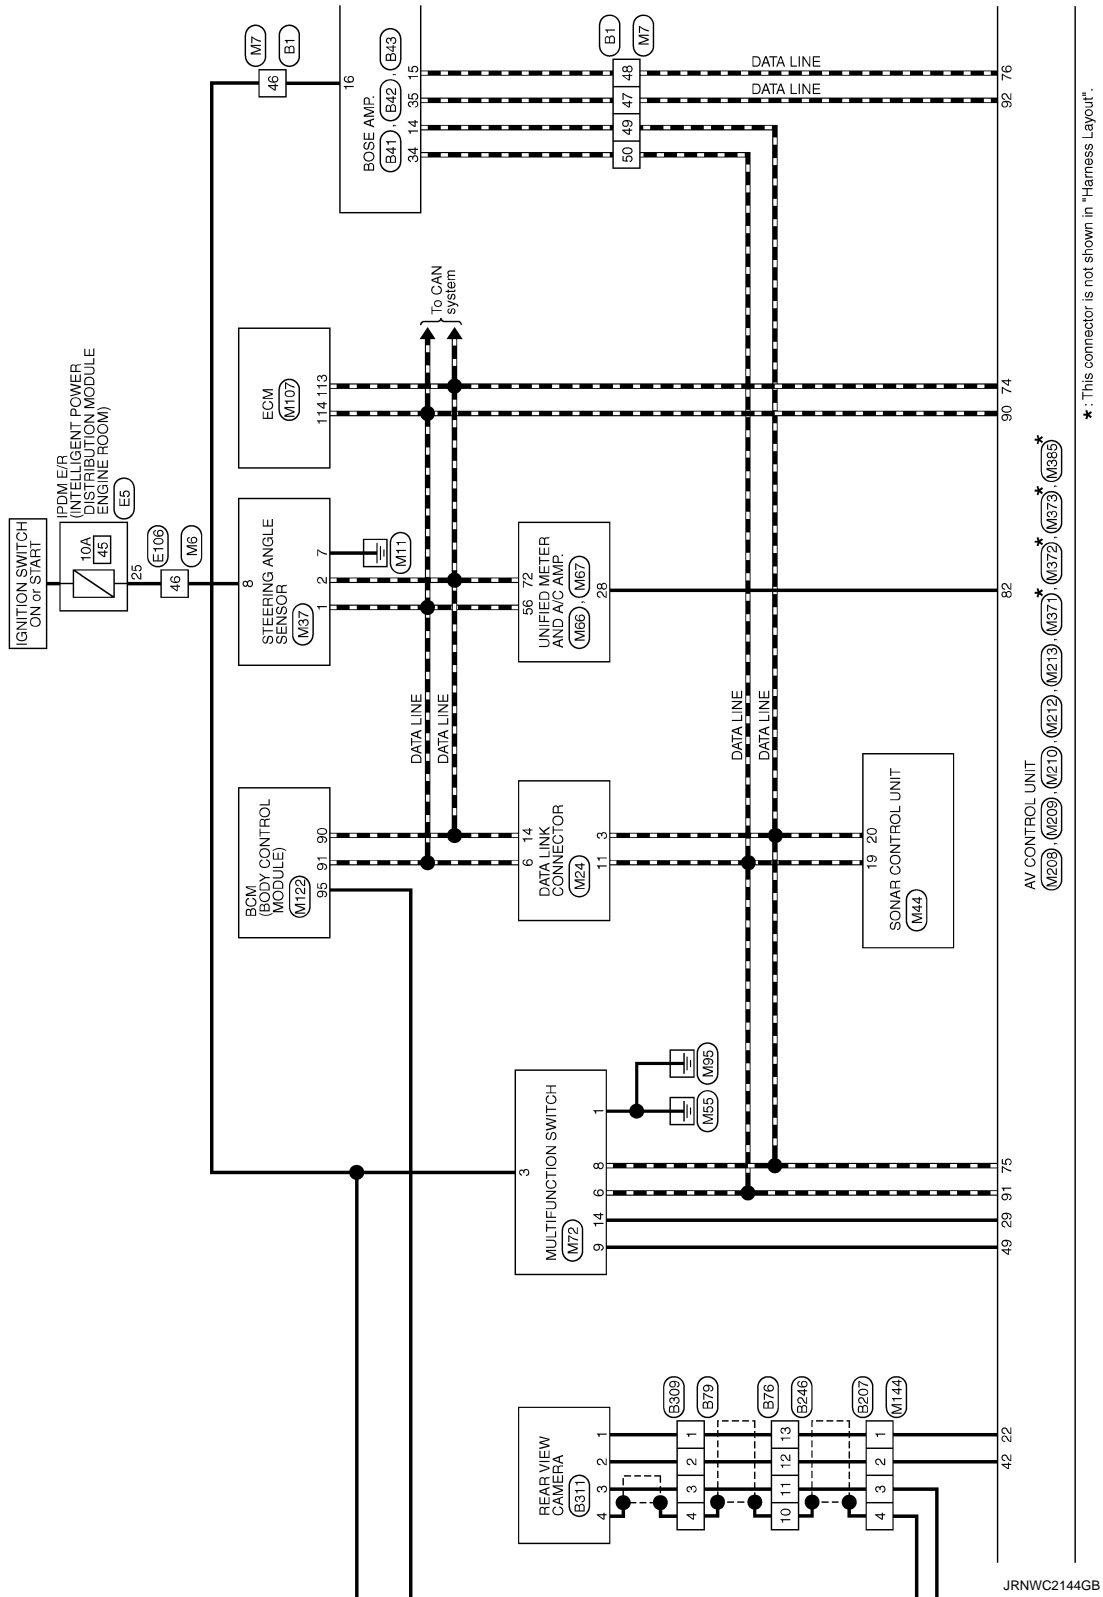 IGNITION SWITCH
ON or START
IPDM E/R
(INTELLIGENT POWER
DISTRIBUTION MODULE
ENGINE ROOM)
E5
10A
45
25
E106
46
M6
M7
B1
46
16
BOSE AMP.
B41 , B42 , B43
34 14 35 15
B1
M7
50 49 47 48
DATA LINE
DATA LINE
76
92
ECM
M107
114 113
To CAN
system
74
90
8
STEERING ANGLE
SENSOR
M37
1 2 7
M11
56 72
UNIFIED METER
AND A/C AMP.
M66 , M67
28
82
BCM
(BODY CONTROL
MODULE)
M122
95 91 90
DATA LINE
DATA LINE
6 14
DATA LINK
CONNECTOR
M24
11 3
DATA LINE
DATA LINE
19 20
SONAR CONTROL UNIT
M44
3
MULTIFUNCTION SWITCH
M72
9 14 6 8 1
M55
M95
49 29 91 75
REAR VIEW
CAMERA
B311
4 3 2 1
B309
4 3 2 1
B79
B76
10 11 12 13
B246
B207
4 3 2 1
M144
42 22
AV CONTROL UNIT
M208 , M209 , M210 , M212 , M213 , M371* , M372* , M373* , M385*
* : This connector is not shown in "Harness Layout".
JRNWC2144GB